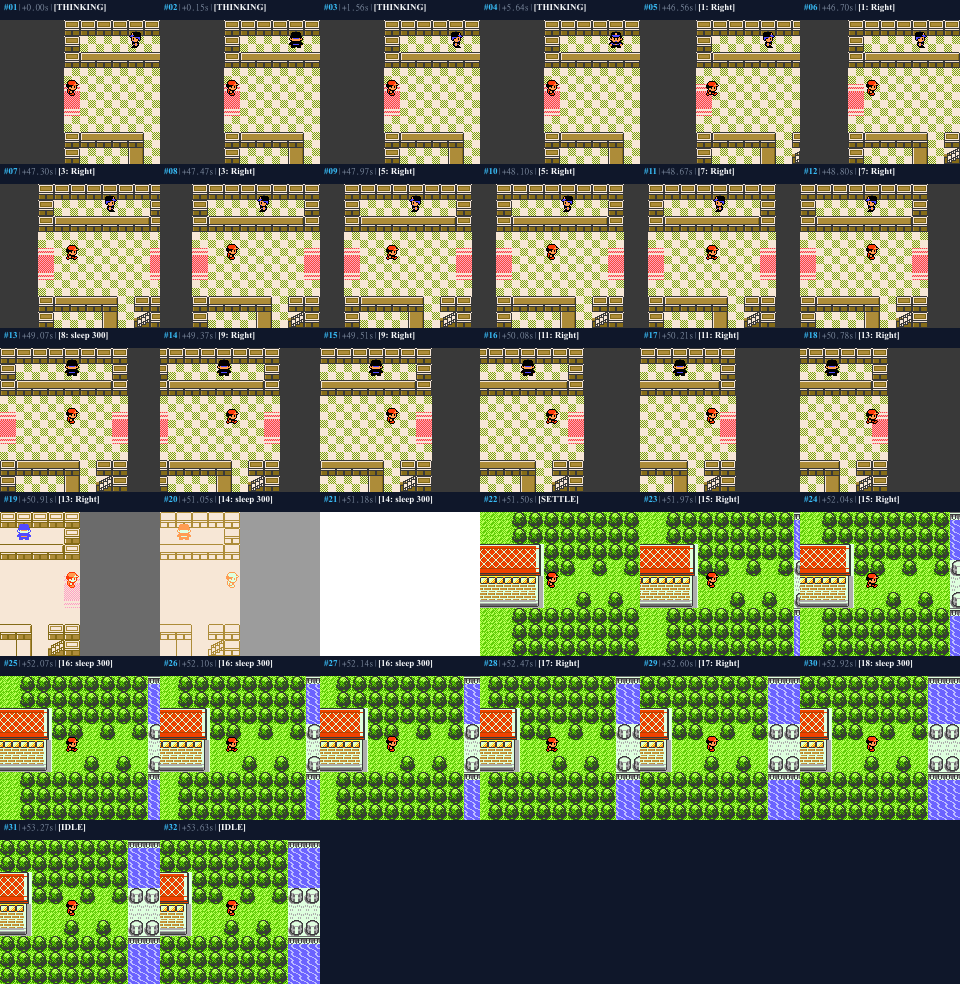 #01|+0.00s|[THINKING]
#02|+0.15s|[THINKING]
#03|+1.56s|[THINKING]
#04|+5.64s|[THINKING]
#05|+46.56s|[1: Right]
#06|+46.70s|[1: Right]
#07|+47.30s|[3: Right]
#08|+47.47s|[3: Right]
#09|+47.97s|[5: Right]
#10|+48.10s|[5: Right]
#11|+48.67s|[7: Right]
#12|+48.80s|[7: Right]
#13|+49.07s|[8: sleep 300]
#14|+49.37s|[9: Right]
#15|+49.51s|[9: Right]
#16|+50.08s|[11: Right]
#17|+50.21s|[11: Right]
#18|+50.78s|[13: Right]
#19|+50.91s|[13: Right]
#20|+51.05s|[14: sleep 300]
#21|+51.18s|[14: sleep 300]
#22|+51.50s|[SETTLE]
#23|+51.97s|[15: Right]
#24|+52.04s|[15: Right]
#25|+52.07s|[16: sleep 300]
#26|+52.10s|[16: sleep 300]
#27|+52.14s|[16: sleep 300]
#28|+52.47s|[17: Right]
#29|+52.60s|[17: Right]
#30|+52.92s|[18: sleep 300]
#31|+53.27s|[IDLE]
#32|+53.63s|[IDLE]